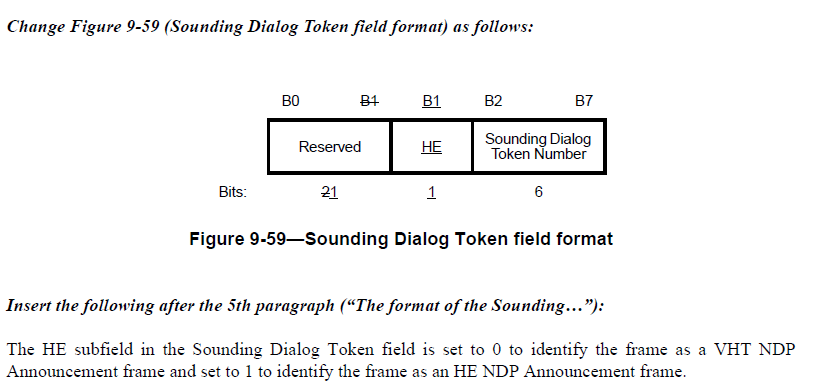 Change Figure 9-59 (Sounding Dialog Token field format) as follows:
B0 B1 B1 B2 B7
Reserved HE Sounding Dialog
Token Number
Bits: 21 1 6
Figure 9-59—Sounding Dialog Token field format
Insert the following after the 5th paragraph (“The format of the Sounding…”):
The HE subfield in the Sounding Dialog Token field is set to 0 to identify the frame as a VHT NDP
Announcement frame and set to 1 to identify the frame as an HE NDP Announcement frame.